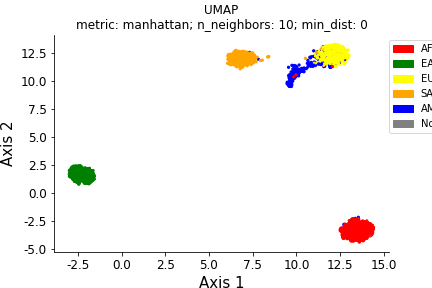 UMAP
metric: manhattan; n_neighbors: 10; min_dist: 0
12.5
10.0
7.5
5.0
2.5
0.0
-2.5
-5.0
Axis 2
-2.5 0.0 2.5 5.0 7.5 10.0 12.5 15.0
Axis 1
AF
EA
EU
SA
AM
No